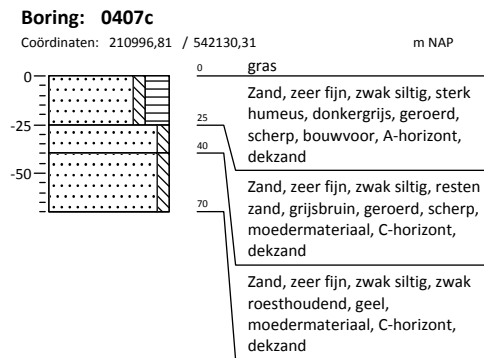 Boring: 0407c
Coördinaten: 210996,81 / 542130,31 m NAP
0
-25
-50
0
gras
Zand, zeer fijn, zwak siltig, sterk
humeus, donkergrijs, geroerd,
scherp, bouwvoor, A-horizont,
dekzand
25
40
Zand, zeer fijn, zwak siltig, resten
zand, grijsbruin, geroerd, scherp,
moedermateriaal, C-horizont,
dekzand
70
Zand, zeer fijn, zwak siltig, zwak
roesthoudend, geel,
moedermateriaal, C-horizont,
dekzand